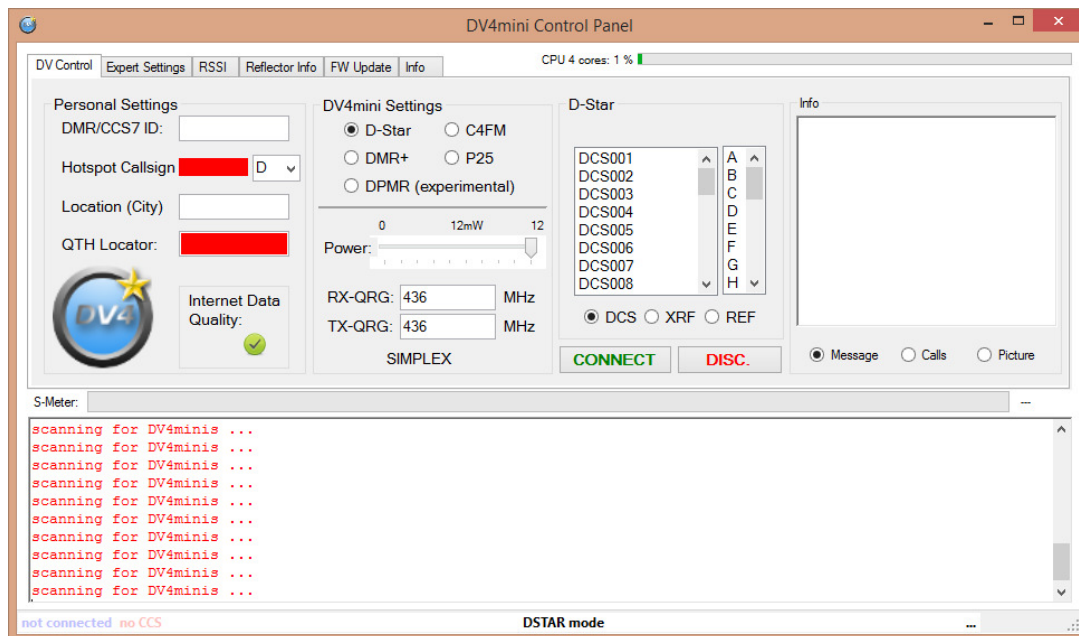 DV4mini Control Panel
DV Control Expert Settings RSSI Reflector Info FW Update Info
CPU 4 cores: 1 %
Personal Settings
DMR/CCS7 ID:
Hotspot Callsign D
Location (City)
QTH Locator:
DV4
Internet Data
Quality:
DV4mini Settings
D-Star C4FM
DMR+ P25
DPMR (experimental)
0 12mW 12
Power:
RX-QRG: 436 MHz
TX-QRG: 436 MHz
SIMPLEX
D-Star
DCS001 A
DCS002 B
DCS003 C
DCS004 D
DCS005 E
DCS006 F
DCS007 G
DCS008 H
DCS XRF REF
CONNECT DISC.
Info
Message Calls Picture
S-Meter: ---
scanning for DV4minis ...
scanning for DV4minis ...
scanning for DV4minis ...
scanning for DV4minis ...
scanning for DV4minis ...
scanning for DV4minis ...
scanning for DV4minis ...
scanning for DV4minis ...
scanning for DV4minis ...
scanning for DV4minis ...
not connected no CCS DSTAR mode ...